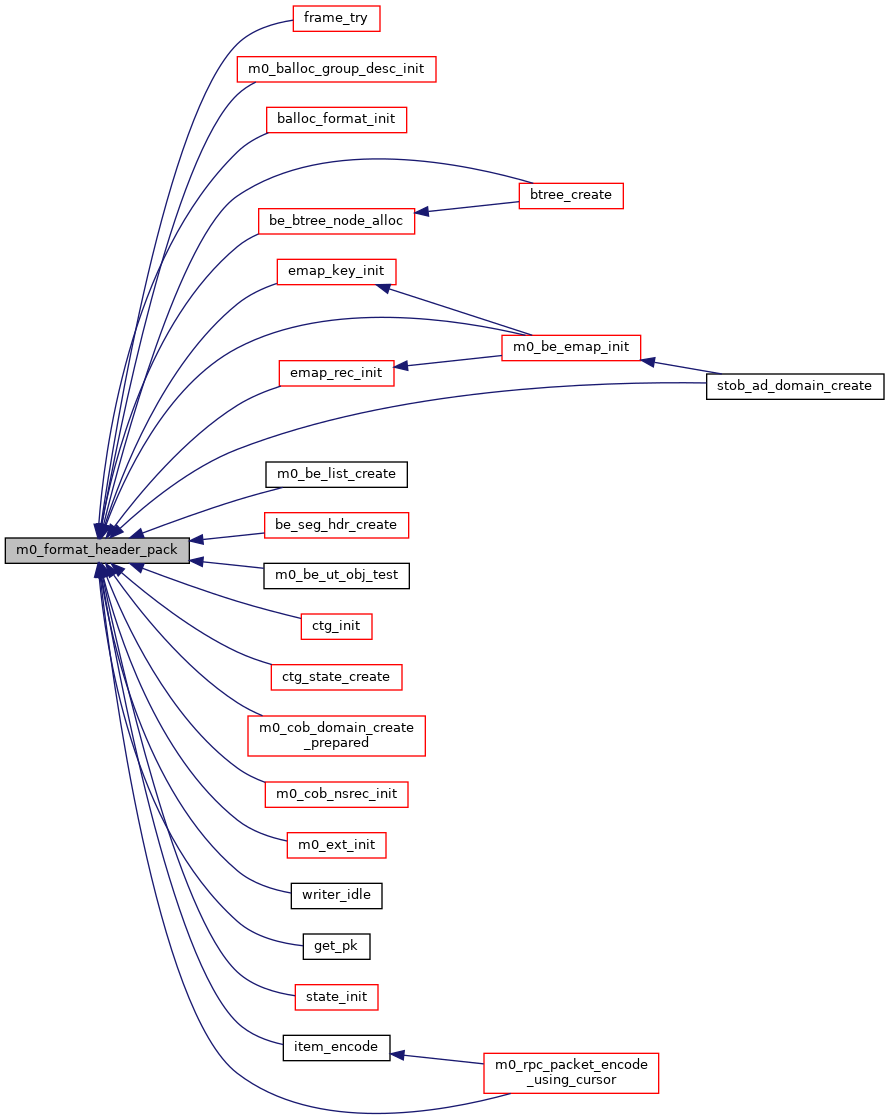 frame_try
m0_balloc_group_desc_init
balloc_format_init
btree_create
be_btree_node_alloc
emap_key_init
m0_be_emap_init
emap_rec_init
stob_ad_domain_create
m0_be_list_create
be_seg_hdr_create
m0_format_header_pack
m0_be_ut_obj_test
ctg_init
ctg_state_create
m0_cob_domain_create
_prepared
m0_cob_nsrec_init
m0_ext_init
writer_idle
get_pk
state_init
item_encode
m0_rpc_packet_encode
_using_cursor